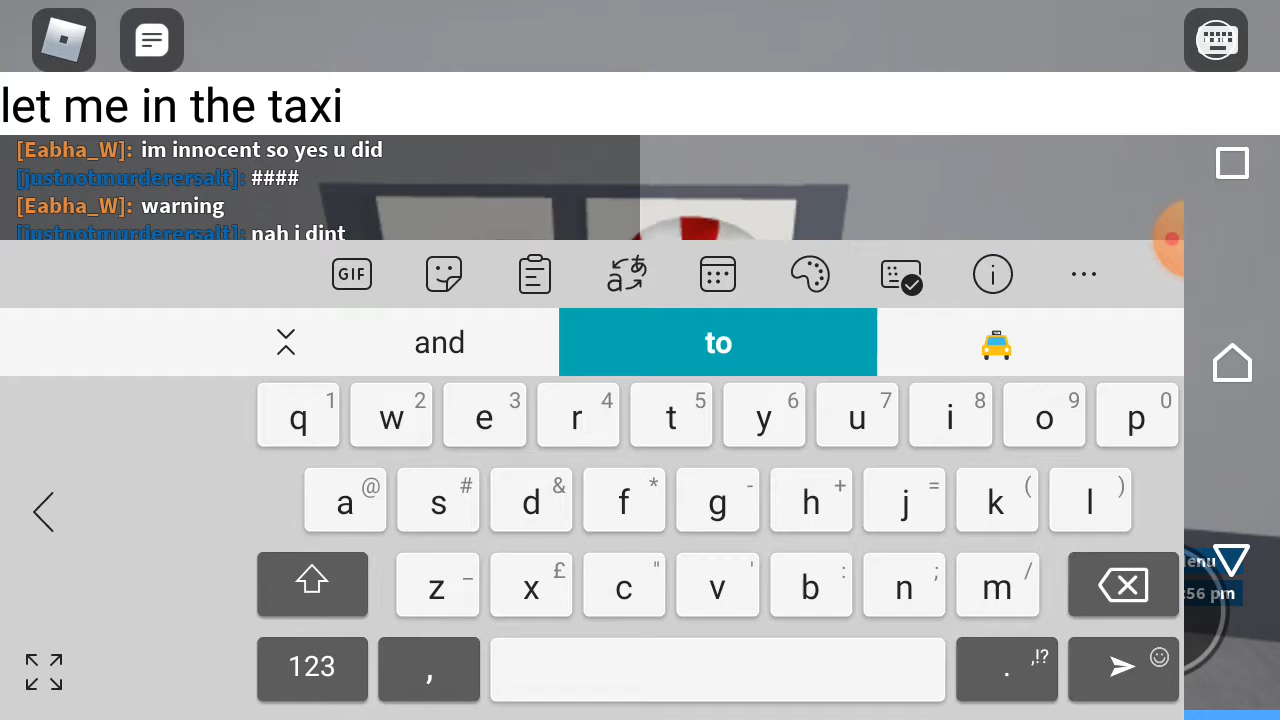 let me in the taxi
[Eabha_W]: im innocent so yes u did
[justnotmurderersalt]: ####
[Eabha_W]: warning
[justnotmurderersalt]: nah i dint
GIF
and to
q 1 w 2 e 3 r 4 t 5 y 6 u 7 i 8 o 9 p 0
a @ s # d & f * g - h + j = k ( l )
z _ x £ c " v ' b : n ; m /
enu
:56 pm
123 , . ,!?